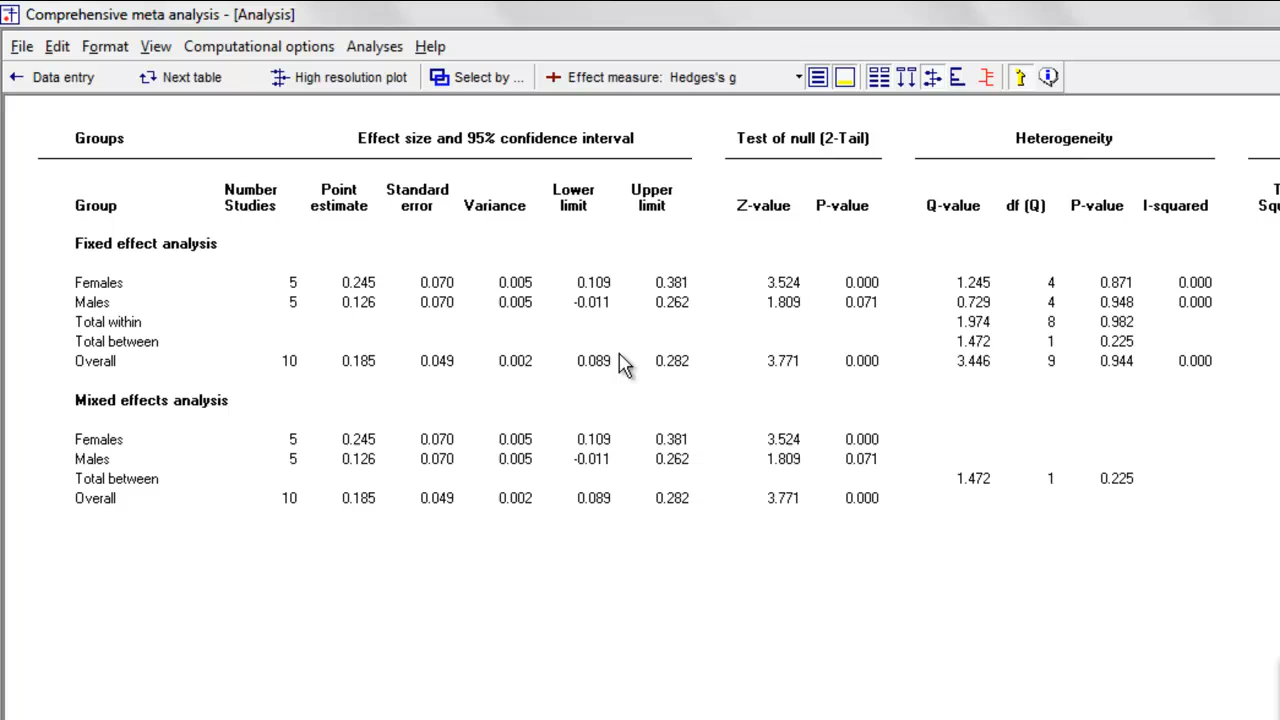 Comprehensive meta analysis - [Analysis]
File Edit Format View Computational options Analyses Help
Data entry Next table High resolution plot Select by ... Effect measure: Hedges's g
Groups Effect size and 95% confidence interval Test of null (2-Tail) Heterogeneity
Number Point Standard Lower Upper
Group Studies estimate error Variance limit limit Z-value P-value Q-value df (Q) P-value I-squared
Fixed effect analysis
Females 5 0.245 0.070 0.005 0.109 0.381 3.524 0.000 1.245 4 0.871 0.000
Males 5 0.126 0.070 0.005 -0.011 0.262 1.809 0.071 0.729 4 0.948 0.000
Total within 1.974 8 0.982
Total between 1.472 1 0.225
Overall 10 0.185 0.049 0.002 0.089 0.282 3.771 0.000 3.446 9 0.944 0.000
Mixed effects analysis
Females 5 0.245 0.070 0.005 0.109 0.381 3.524 0.000
Males 5 0.126 0.070 0.005 -0.011 0.262 1.809 0.071
Total between 1.472 1 0.225
Overall 10 0.185 0.049 0.002 0.089 0.282 3.771 0.000